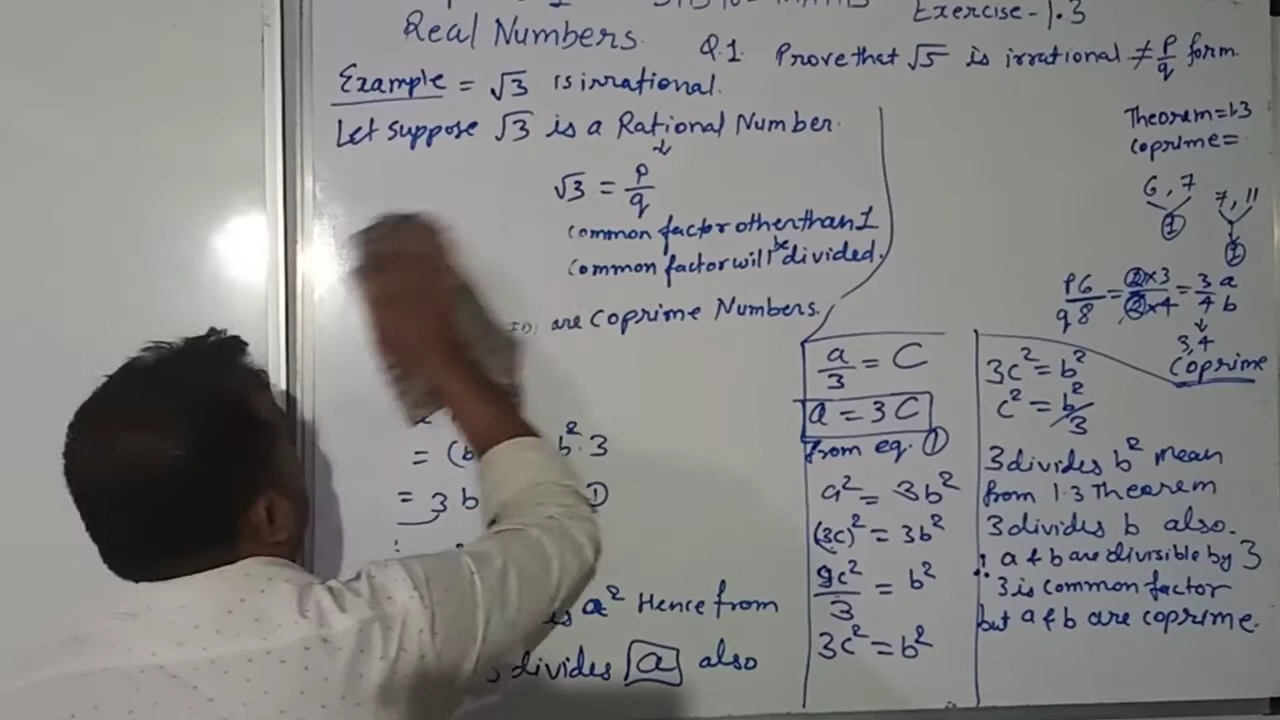 Real Numbers
Exercise-1.3
Q.1. Prove that √5 is irrational ≠ p/q form.
Example = √3 is irrational.
Let suppose √3 is a Rational Number.
√3 = p/q
common factor other than 1
common factor will be divided.
are coprime Numbers.
= (b b² · 3
= 3 b ①
is a² Hence from
divides a also
a/3 = C
a = 3C
from eq. ①
a² = 3b²
(3c)² = 3b²
9c²/3 = b²
3c² = b²
Theorem = 1.3
coprime =
6, 7 7, 11
① ①
p6/q8 = 2×3/2×4 = 3/4 a/b
3,4
coprime
3c² = b²
c² = b²/3
3 divides b² mean
from 1.3 Theorem
3 divides b also.
∴ a & b are divisible by 3
3 is common factor
but a & b are coprime.